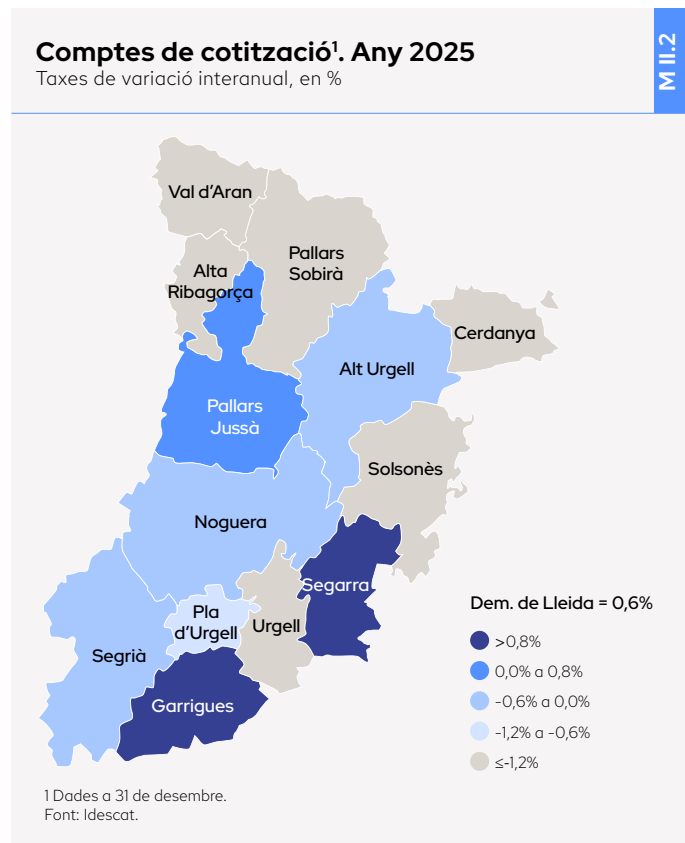 Comptes de cotització¹. Any 2025
Taxes de variació interanual, en %
M II.2
Val d'Aran
Pallars
Sobirà
Alta
Ribagorça
Cerdanya
Alt Urgell
Pallars
Jussà
Solsonès
Noguera
Segarra
Pla
d'Urgell
Urgell
Segrià
Garrigues
Dem. de Lleida = 0,6%
>0,8%
0,0% a 0,8%
-0,6% a 0,0%
-1,2% a -0,6%
≤-1,2%
1 Dades a 31 de desembre.
Font: Idescat.